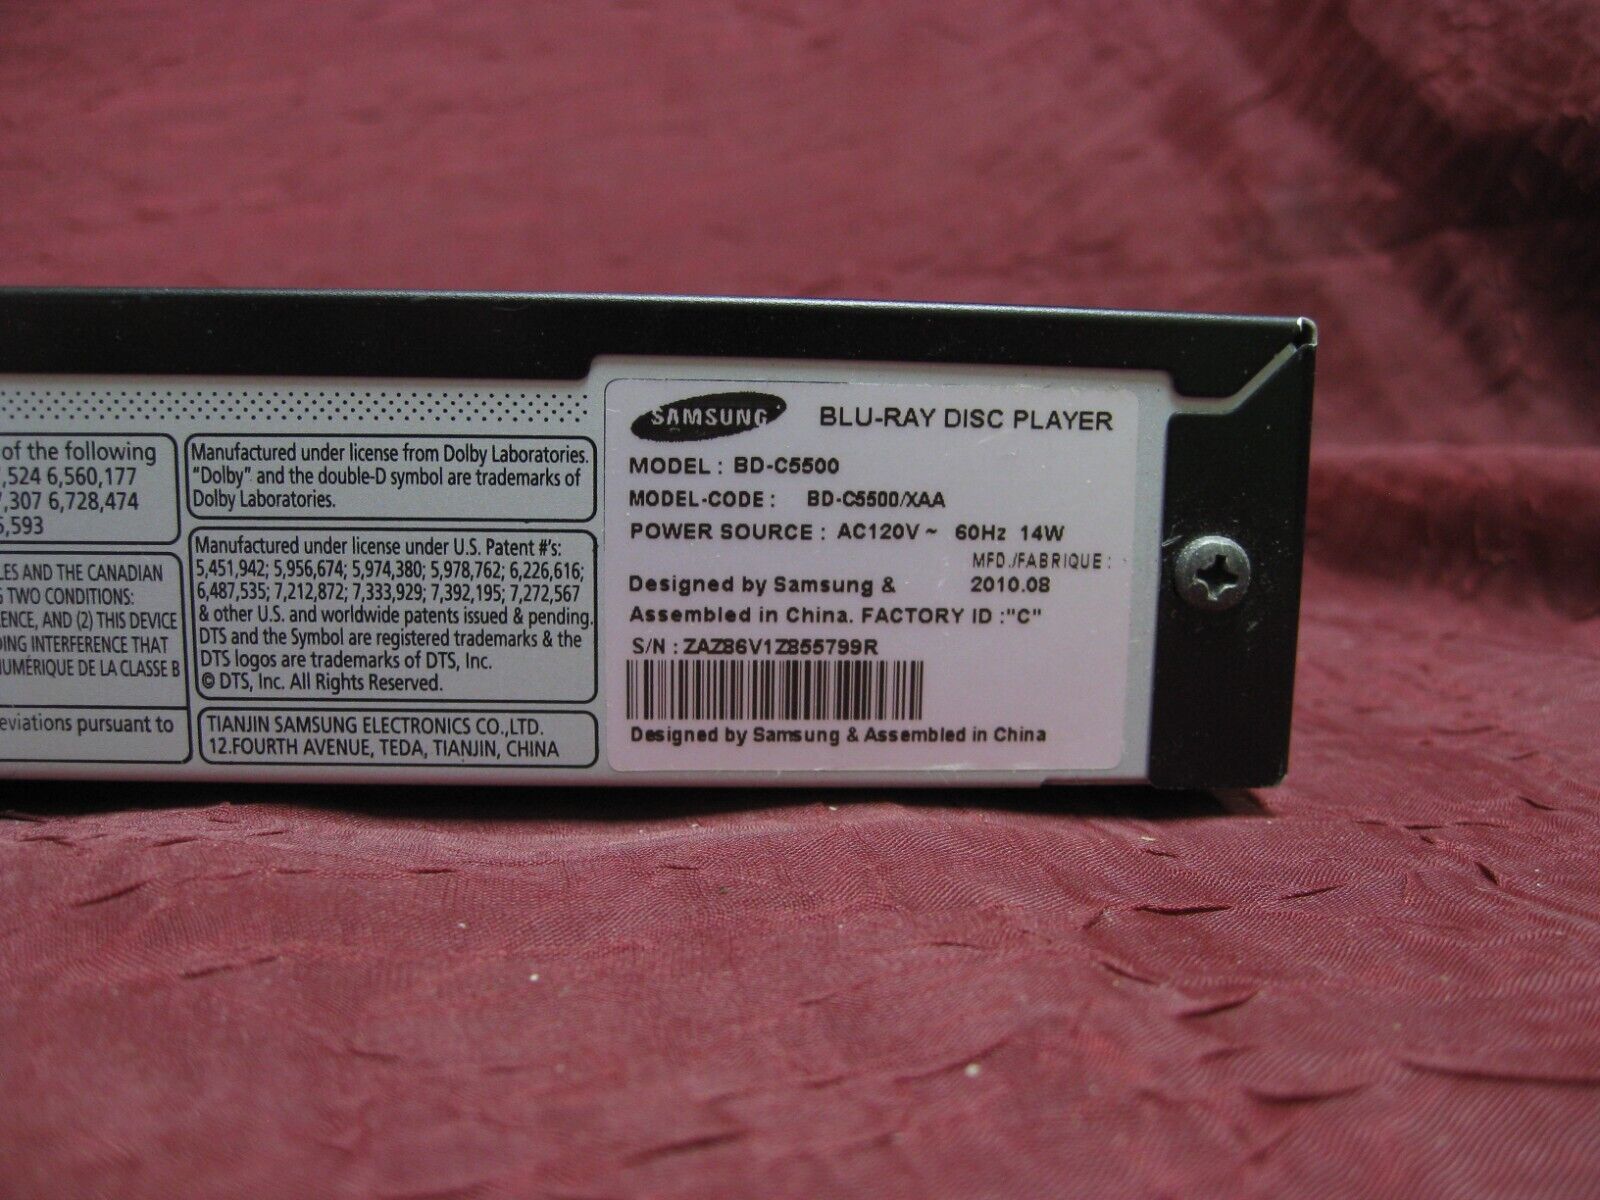 of the following
,524 6,560,177
,307 6,728,474
,593
LES AND THE CANADIAN
G TWO CONDITIONS:
ENCE, AND (2) THIS DEVICE
DING INTERFERENCE THAT
NUMÉRIQUE DE LA CLASSE B
eviations pursuant to
Manufactured under license from Dolby Laboratories.
"Dolby" and the double-D symbol are trademarks of
Dolby Laboratories.
Manufactured under license under U.S. Patent #'s:
5,451,942; 5,956,674; 5,974,380; 5,978,762; 6,226,616;
6,487,535; 7,212,872; 7,333,929; 7,392,195; 7,272,567
& other U.S. and worldwide patents issued & pending.
DTS and the Symbol are registered trademarks & the
DTS logos are trademarks of DTS, Inc.
© DTS, Inc. All Rights Reserved.
TIANJIN SAMSUNG ELECTRONICS CO.,LTD.
12.FOURTH AVENUE, TEDA, TIANJIN, CHINA
SAMSUNG BLU-RAY DISC PLAYER
MODEL : BD-C5500
MODEL-CODE : BD-C5500/XAA
POWER SOURCE : AC120V ~ 60Hz 14W
MFD./FABRIQUE :
Designed by Samsung & 2010.08
Assembled in China. FACTORY ID :"C"
S/N : ZAZ86V1Z855799R
Designed by Samsung & Assembled in China